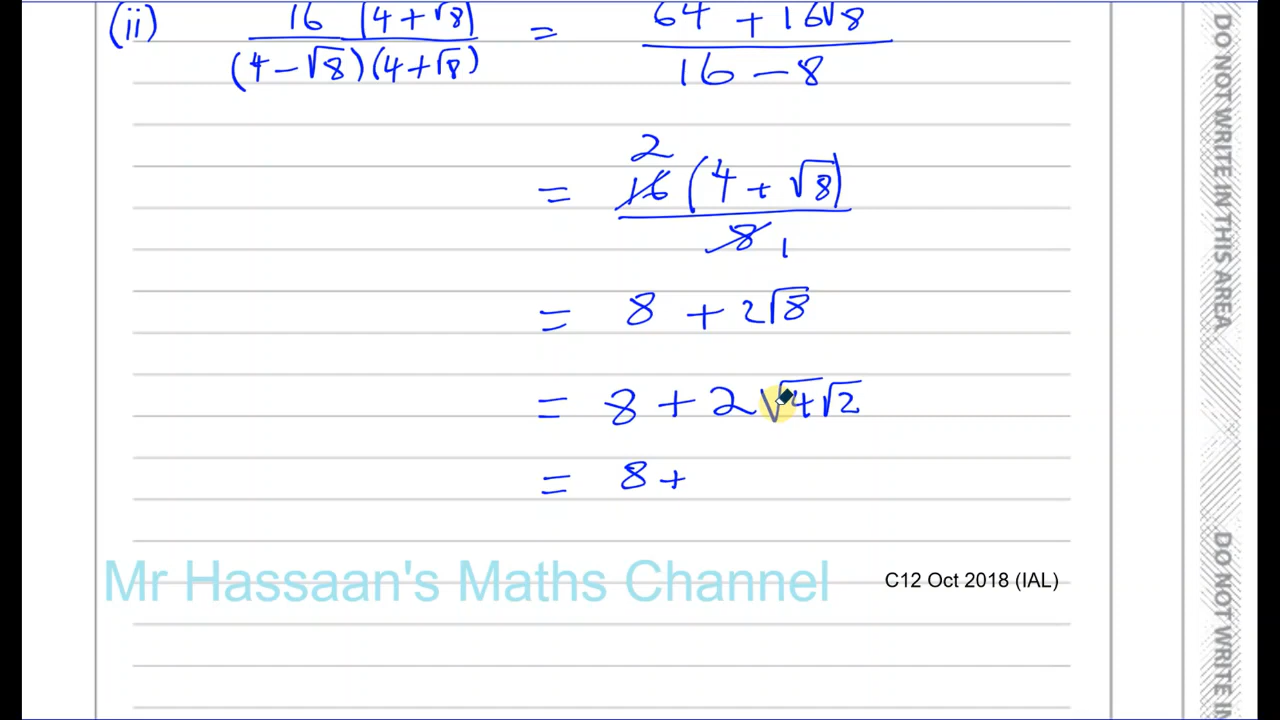 (ii) 16 (4 + √8) / (4 − √8)(4 + √8) = 64 + 16√8 / 16 − 8
= 2 16 (4 + √8) / 8 1
= 8 + 2√8
= 8 + 2√4√2
= 8 +
Mr Hassaan's Maths Channel
C12 Oct 2018 (IAL)
DO NOT WRITE IN THIS AREA
DO NOT WRITE IN